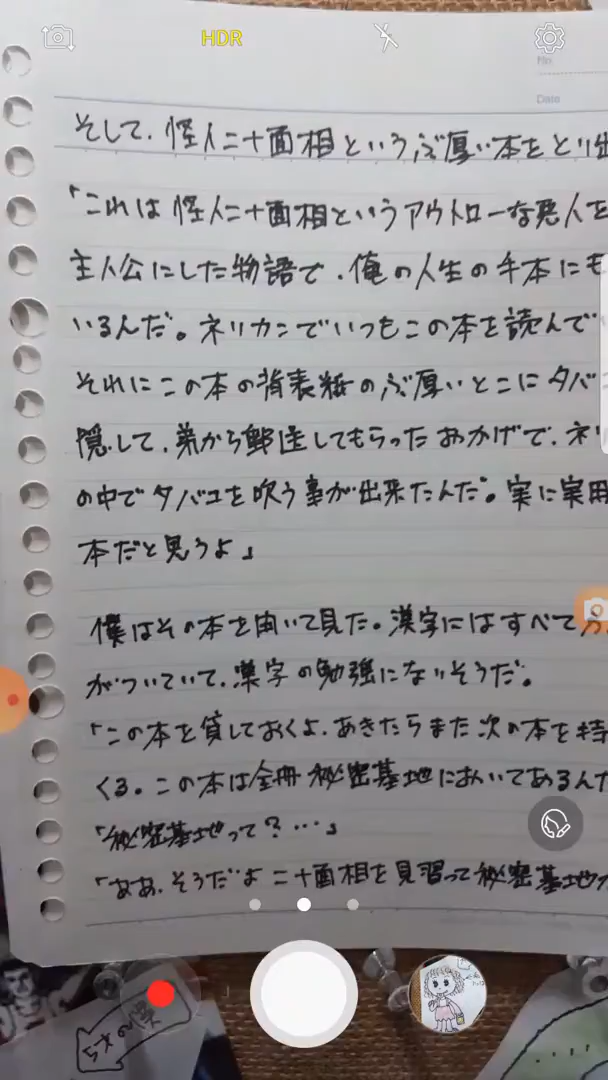 HDR
No.
Date
そして、怪人二十面相というぶ厚い本をとり出
「これは怪人二十面相というアウトローな悪人を
主人公にした物語で、俺の人生の手本にも
いるんだ。ネリカンでいつもこの本を読んで
それにこの本の背表紙のぶ厚いとこにタバ
隠して、弟から郵送してもらったおかげで、ネリ
の中でタバコを吹う事が出来たんだ。実に実用
本だと思うよ」
僕はその本を開いて見た。漢字にはすべてカ
がついていて、漢字の勉強になりそうだ。
「この本を貸しておくよ、あきたらまた次の本を持
くる。この本は全冊秘密基地においてあるんだ
「秘密基地って?…」
「ああ、そうだよ二十面相を見習って秘密基地